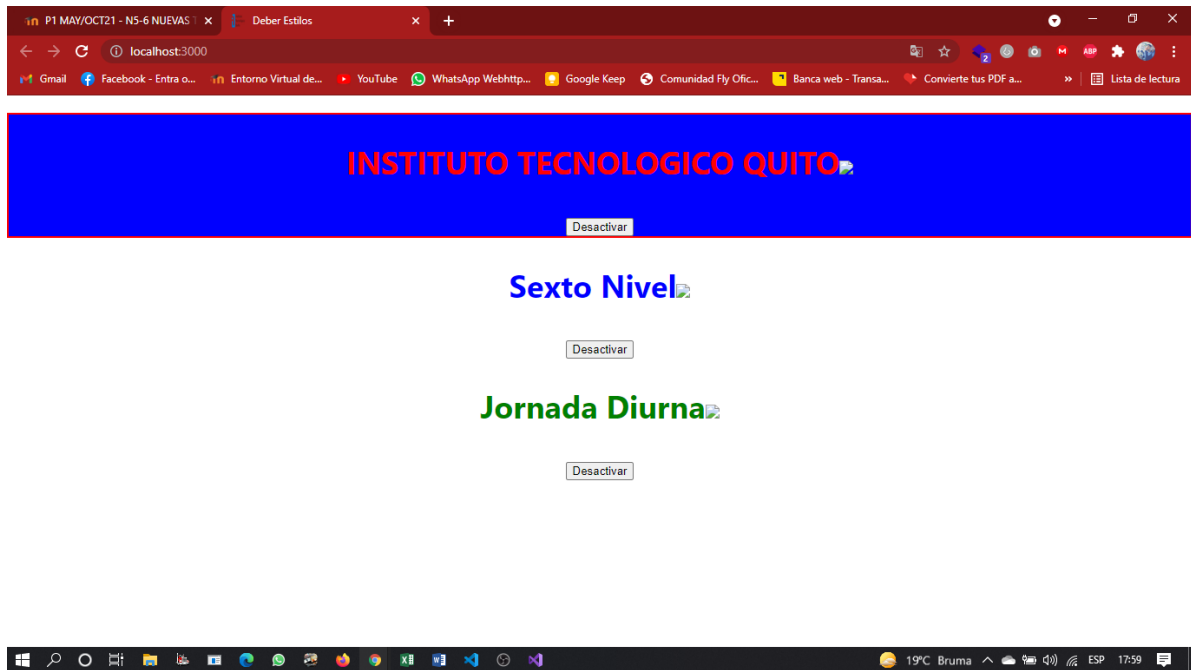 P1 MAY/OCT21 - N5-6 NUEVAS T
Deber Estilos
localhost:3000
2
M
ABP
Gmail
Facebook - Entra o...
Entorno Virtual de...
YouTube
WhatsApp Webhttp...
Google Keep
Comunidad Fly Ofic...
Banca web - Transa...
Convierte tus PDF a...
»
Lista de lectura
INSTITUTO TECNOLOGICO QUITO
Desactivar
Sexto Nivel
Desactivar
Jornada Diurna
Desactivar
19°C Bruma
ESP
17:59